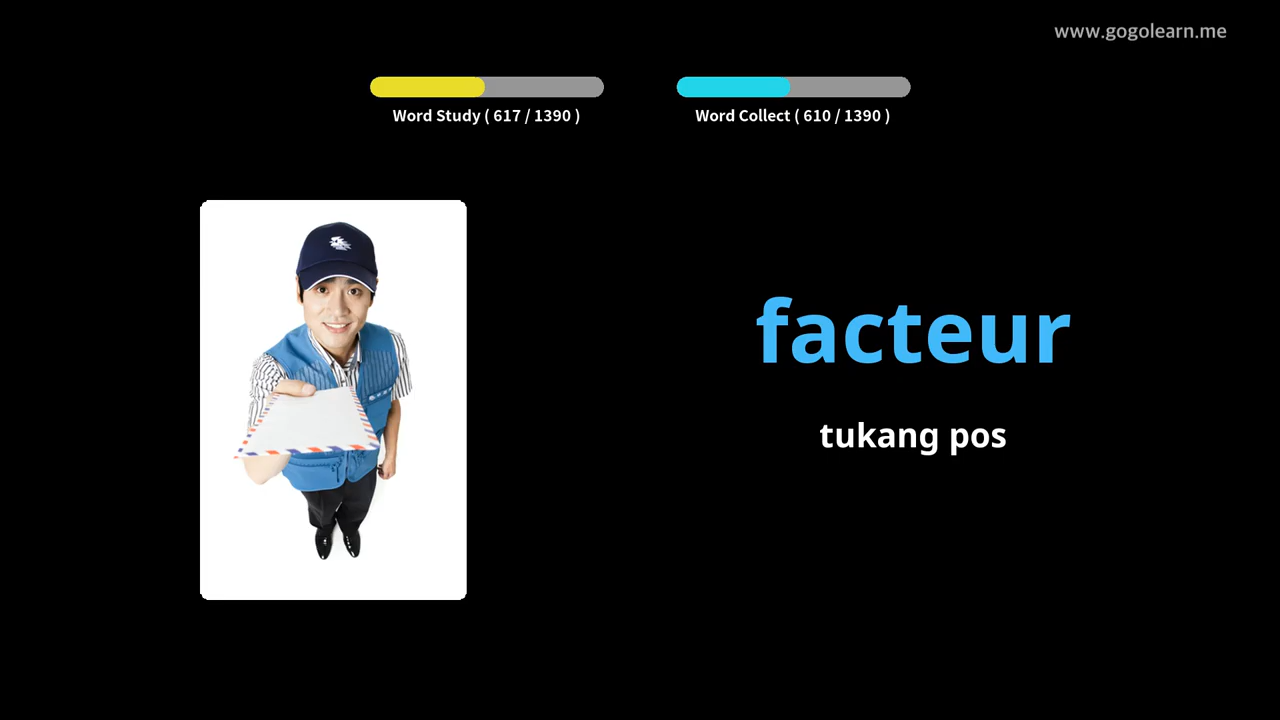 www.gogolearn.me
Word Study ( 617 / 1390 )
Word Collect ( 610 / 1390 )
facteur
tukang pos